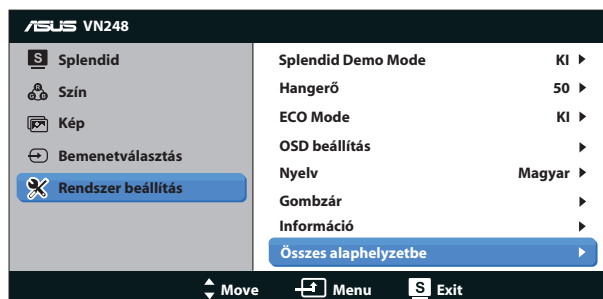 ASUS VN248
S Splendid
Szín
Kép
Bemenetválasztás
Rendszer beállítás
Splendid Demo Mode KI
Hangerő 50
ECO Mode KI
OSD beállítás
Nyelv Magyar
Gombzár
Információ
Összes alaphelyzetbe
Move Menu S Exit